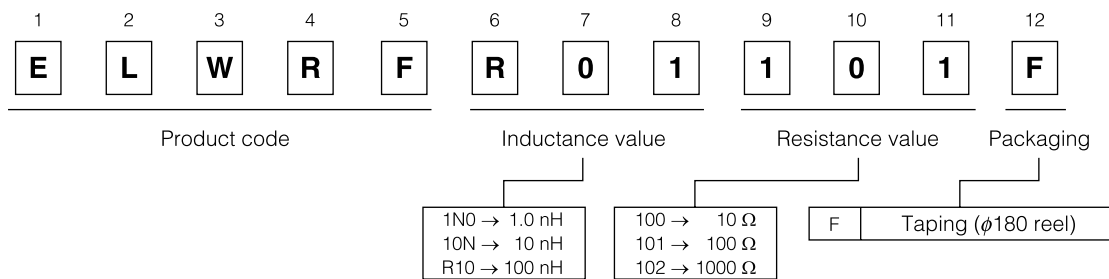 1 2 3 4 5 6 7 8 9 10 11 12
E L W R F R 0 1 1 0 1 F
Product code Inductance value Resistance value Packaging
1N0 → 1.0 nH
10N → 10 nH
R10 → 100 nH
100 → 10 Ω
101 → 100 Ω
102 → 1000 Ω
F Taping (ϕ180 reel)